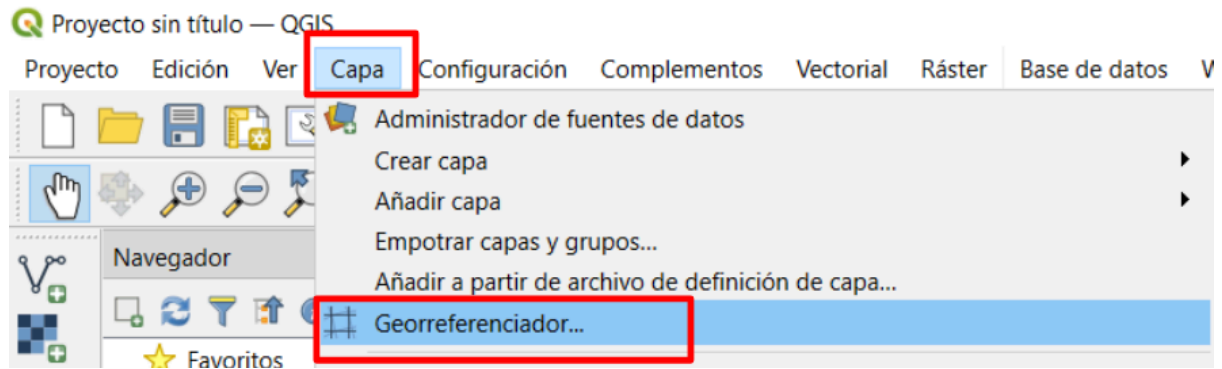 Proyecto sin título — QGIS
Proyecto Edición Ver Capa Configuración Complementos Vectorial Ráster Base de datos
Administrador de fuentes de datos
Crear capa
Añadir capa
Empotrar capas y grupos...
Navegador
Añadir a partir de archivo de definición de capa...
Georreferenciador...
Favoritos